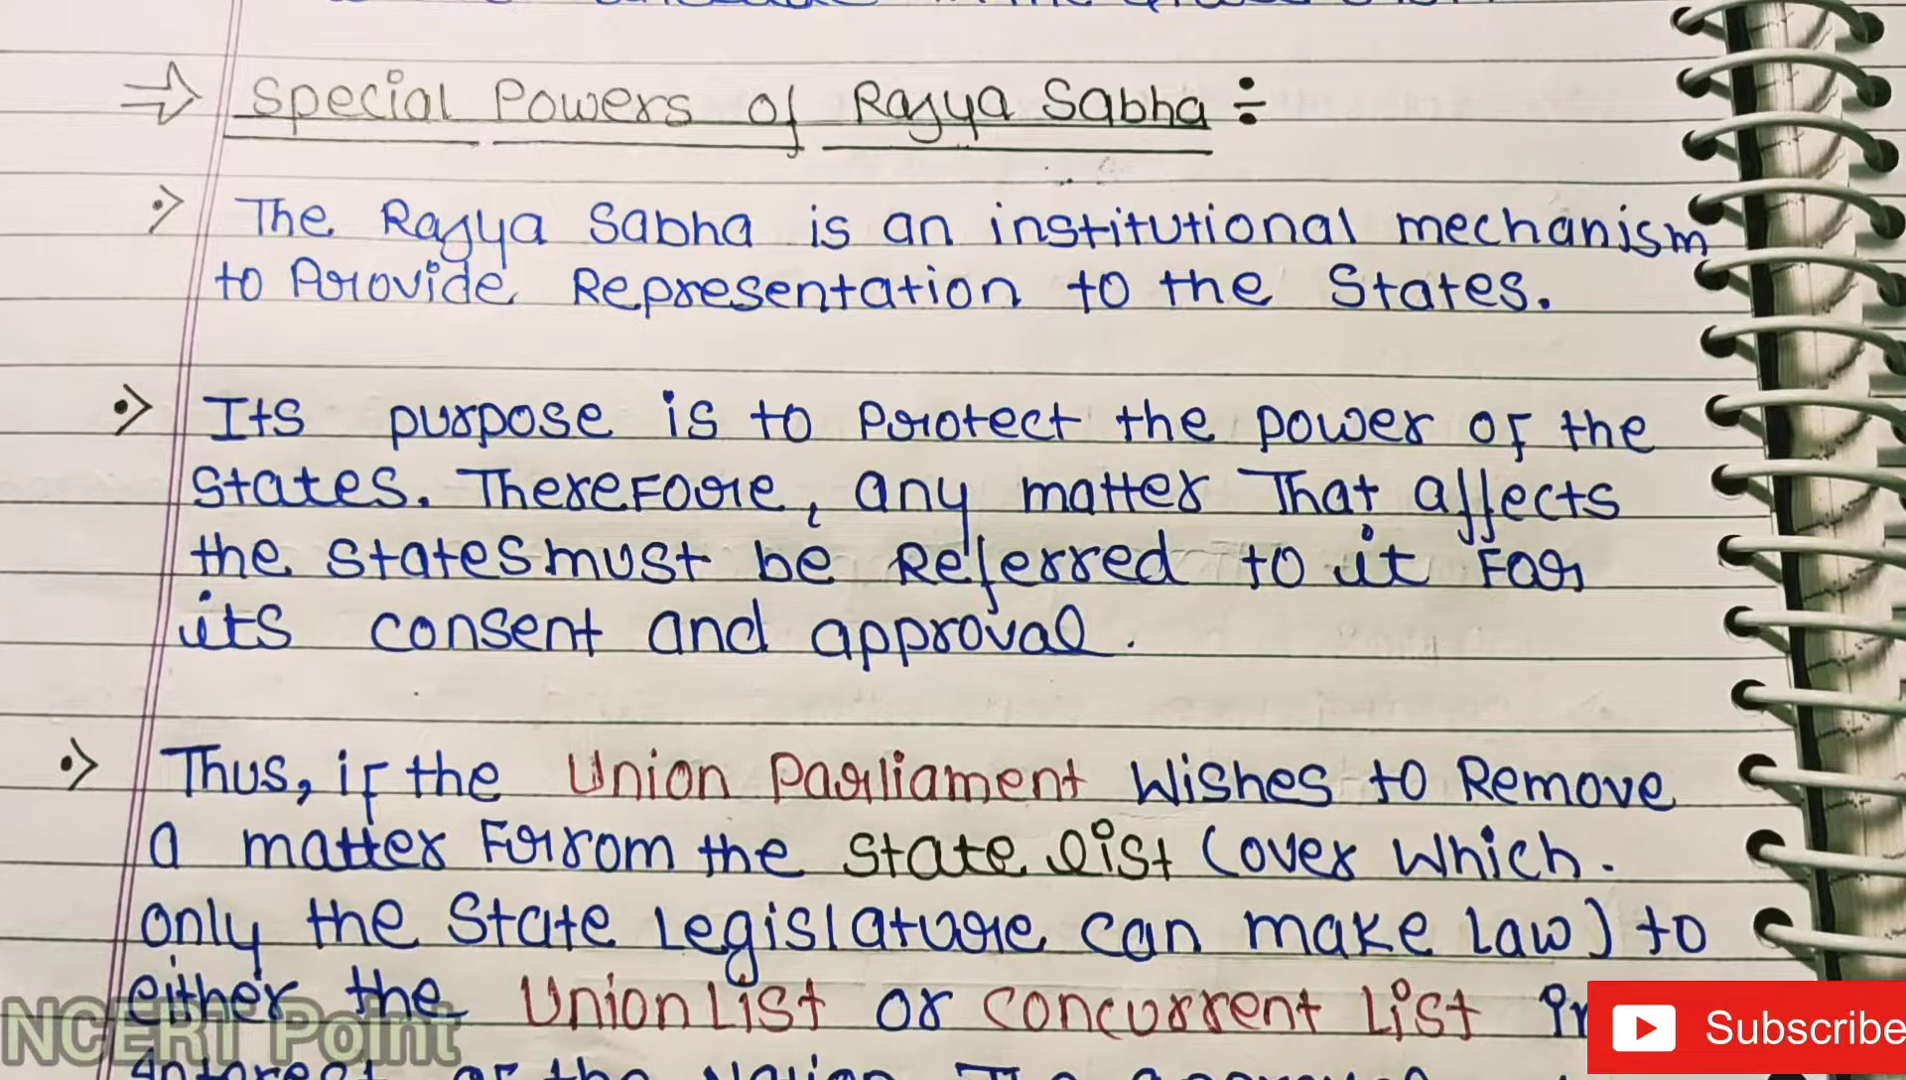 ⇒ Special Powers of Rajya Sabha ÷
·> The Rajya Sabha is an institutional mechanism
to Provide Representation to the States.
·> Its purpose is to Protect the power of the
States. Therefore, any matter That affects
the states must be Referred to it For
its consent and approval.
·> Thus, if the Union Parliament Wishes to Remove
a matter Forrom the State list (over which.
only the State Legislature can make Law) to
either the Union List or Concurrent List
NCERT Point
Subscribe
of the Nation